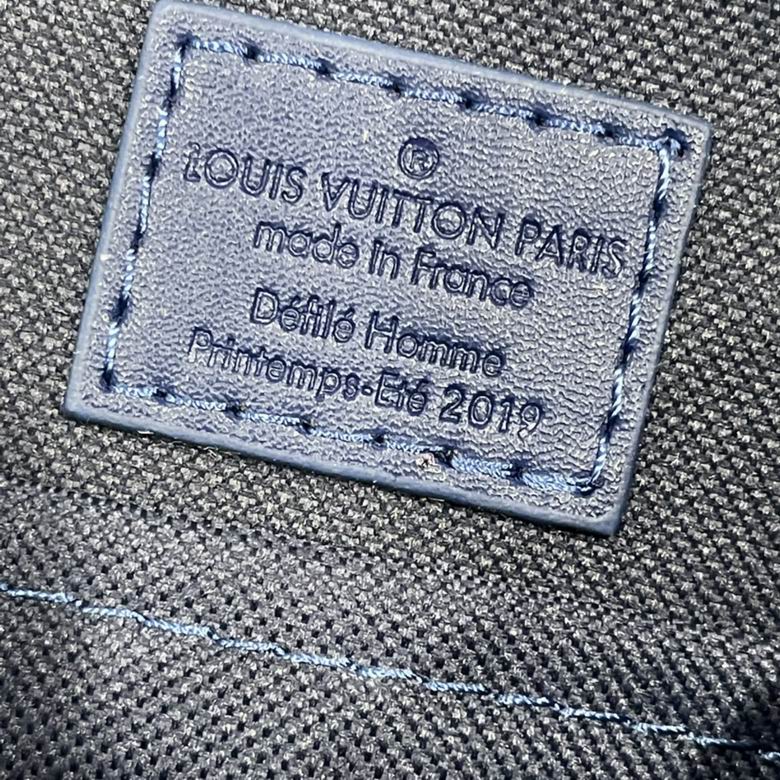 ®
LOUIS VUITTON PARIS
made in France
Défilé Homme
Printemps-Eté 2019